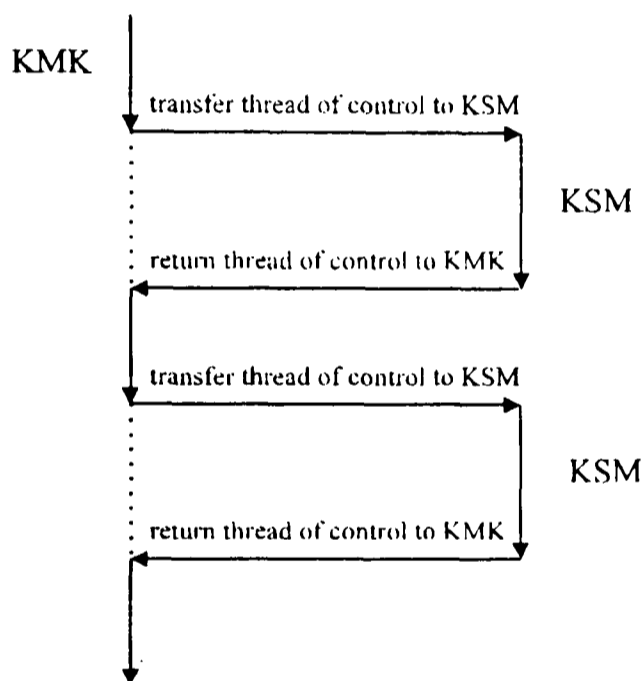 KMK
transfer thread of control to KSM
KSM
return thread of control to KMK
transfer thread of control to KSM
KSM
return thread of control to KMK